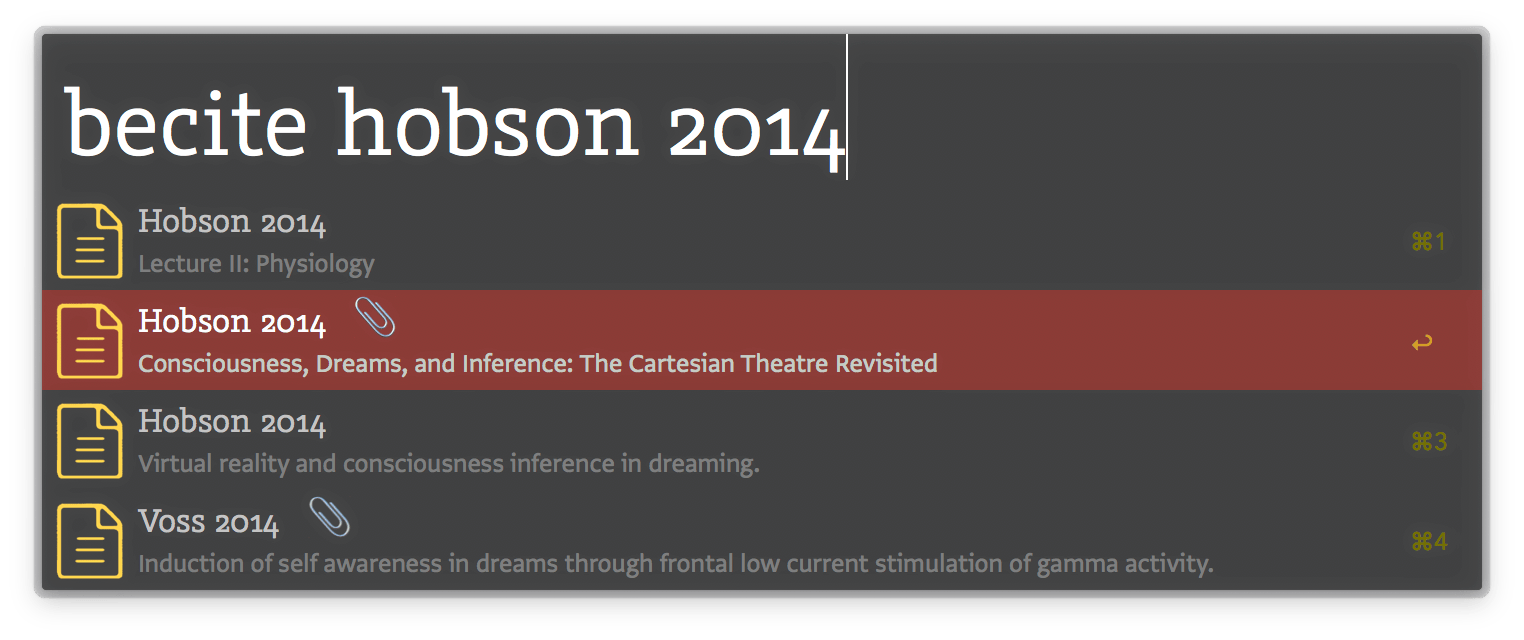 becite hobson 2014
Hobson 2014
Lecture II: Physiology
⌘1
Hobson 2014
Consciousness, Dreams, and Inference: The Cartesian Theatre Revisited
↩
Hobson 2014
Virtual reality and consciousness inference in dreaming.
⌘3
Voss 2014
Induction of self awareness in dreams through frontal low current stimulation of gamma activity.
⌘4